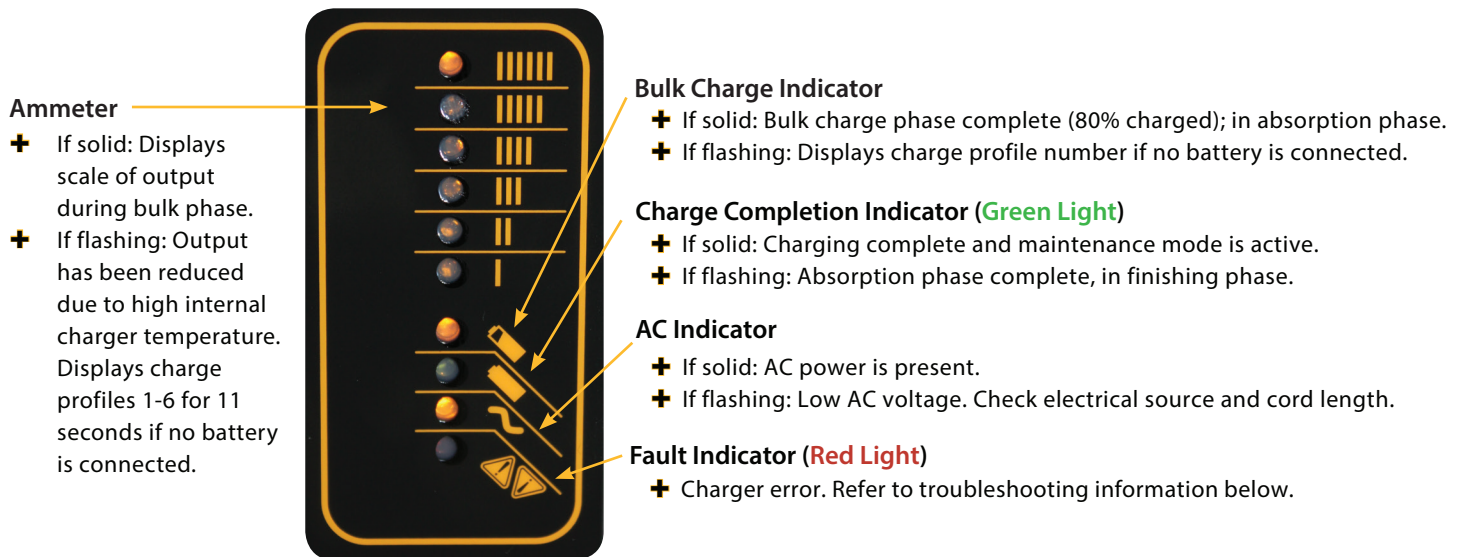 Ammeter
✚ If solid: Displays
scale of output
during bulk phase.
✚ If flashing: Output
has been reduced
due to high internal
charger temperature.
Displays charge
profiles 1-6 for 11
seconds if no battery
is connected.
Bulk Charge Indicator
✚ If solid: Bulk charge phase complete (80% charged); in absorption phase.
✚ If flashing: Displays charge profile number if no battery is connected.
Charge Completion Indicator (Green Light)
✚ If solid: Charging complete and maintenance mode is active.
✚ If flashing: Absorption phase complete, in finishing phase.
AC Indicator
✚ If solid: AC power is present.
✚ If flashing: Low AC voltage. Check electrical source and cord length.
Fault Indicator (Red Light)
✚ Charger error. Refer to troubleshooting information below.